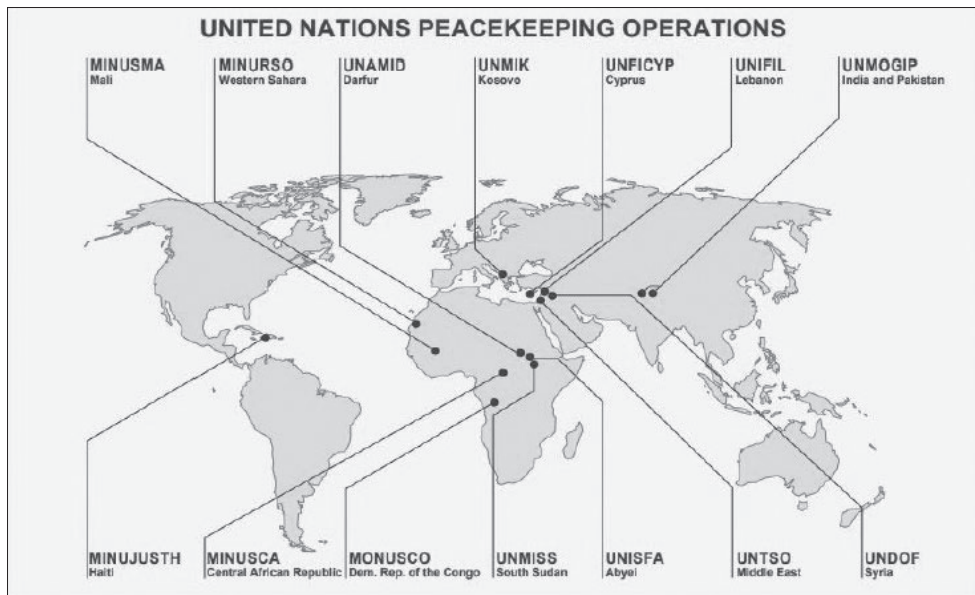 UNITED NATIONS PEACEKEEPING OPERATIONS
MINUSMA
Mali
MINURSO
Western Sahara
UNAMID
Darfur
UNMIK
Kosovo
UNFICYP
Cyprus
UNIFIL
Lebanon
UNMOGIP
India and Pakistan
MINUJUSTH
Haiti
MINUSCA
Central African Republic
MONUSCO
Dem. Rep. of the Congo
UNMISS
South Sudan
UNISFA
Abyei
UNTSO
Middle East
UNDOF
Syria